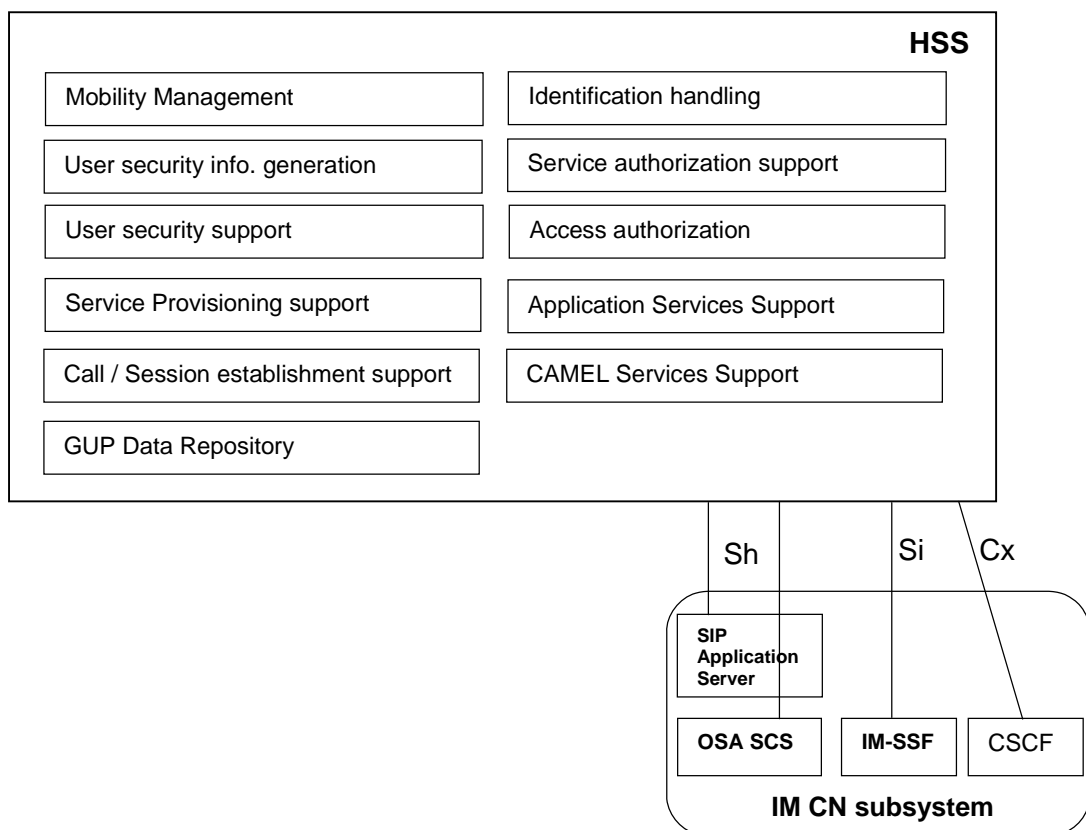 HSS
Mobility Management
Identification handling
User security info. generation
Service authorization support
User security support
Access authorization
Service Provisioning support
Application Services Support
Call / Session establishment support
CAMEL Services Support
GUP Data Repository
Sh
Si
Cx
SIP
Application
Server
OSA SCS
IM-SSF
CSCF
IM CN subsystem